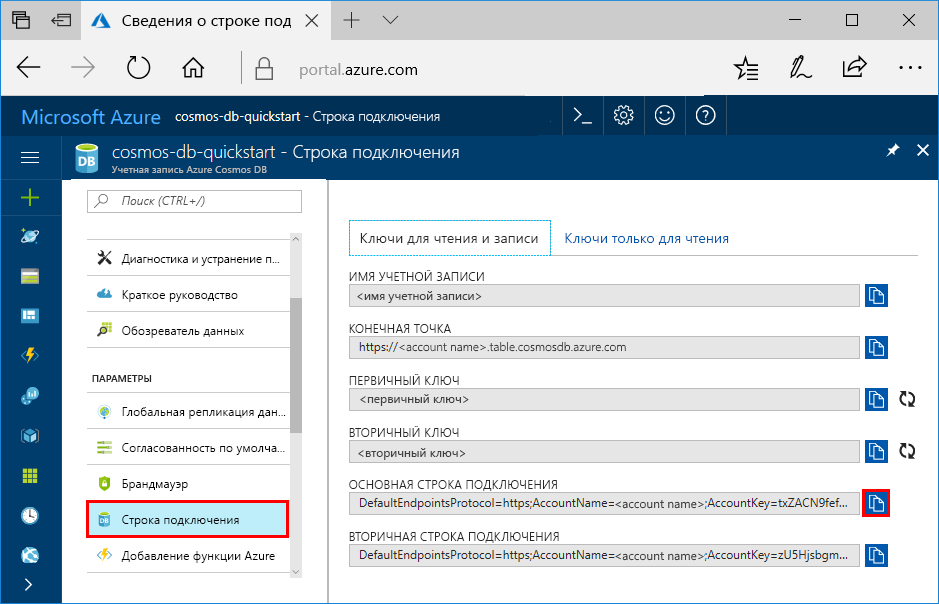 Сведения о строке под
portal.azure.com
Microsoft Azure cosmos-db-quickstart - Строка подключения
cosmos-db-quickstart - Строка подключения
Учетная запись Azure Cosmos DB
Поиск (CTRL+/)
Диагностика и устранение п...
Краткое руководство
Обозреватель данных
ПАРАМЕТРЫ
Глобальная репликация дан...
Согласованность по умолча...
Брандмауэр
Строка подключения
Добавление функции Azure
Ключи для чтения и записи Ключи только для чтения
ИМЯ УЧЕТНОЙ ЗАПИСИ
<имя учетной записи>
КОНЕЧНАЯ ТОЧКА
https://<account name>.table.cosmosdb.azure.com
ПЕРВИЧНЫЙ КЛЮЧ
<первичный ключ>
ВТОРИЧНЫЙ КЛЮЧ
<вторичный ключ>
ОСНОВНАЯ СТРОКА ПОДКЛЮЧЕНИЯ
DefaultEndpointsProtocol=https;AccountName=<account name>;AccountKey=txZACN9fef...
ВТОРИЧНАЯ СТРОКА ПОДКЛЮЧЕНИЯ
DefaultEndpointsProtocol=https;AccountName=<account name>;AccountKey=zU5Hjsbgm...